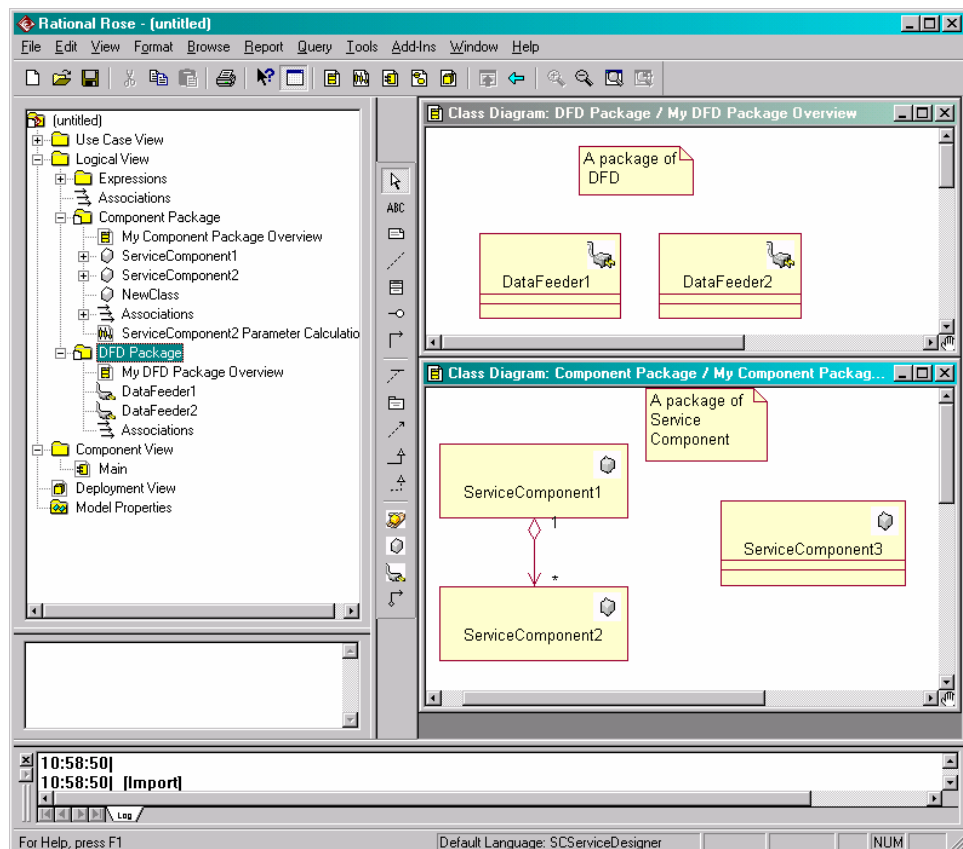 Rational Rose - (untitled)
File Edit View Format Browse Report Query Tools Add-Ins Window Help
(untitled)
Use Case View
Logical View
Expressions
Associations
Component Package
My Component Package Overview
ServiceComponent1
ServiceComponent2
NewClass
Associations
ServiceComponent2 Parameter Calculatio
DFD Package
My DFD Package Overview
DataFeeder1
DataFeeder2
Associations
Component View
Main
Deployment View
Model Properties
ABC
Class Diagram: DFD Package / My DFD Package Overview
A package of
DFD
DataFeeder1
DataFeeder2
Class Diagram: Component Package / My Component Packag...
A package of
Service
Component
ServiceComponent1
1
*
ServiceComponent2
ServiceComponent3
10:58:50|
10:58:50| [Import]
Log
For Help, press F1
Default Language: SCServiceDesigner
NUM